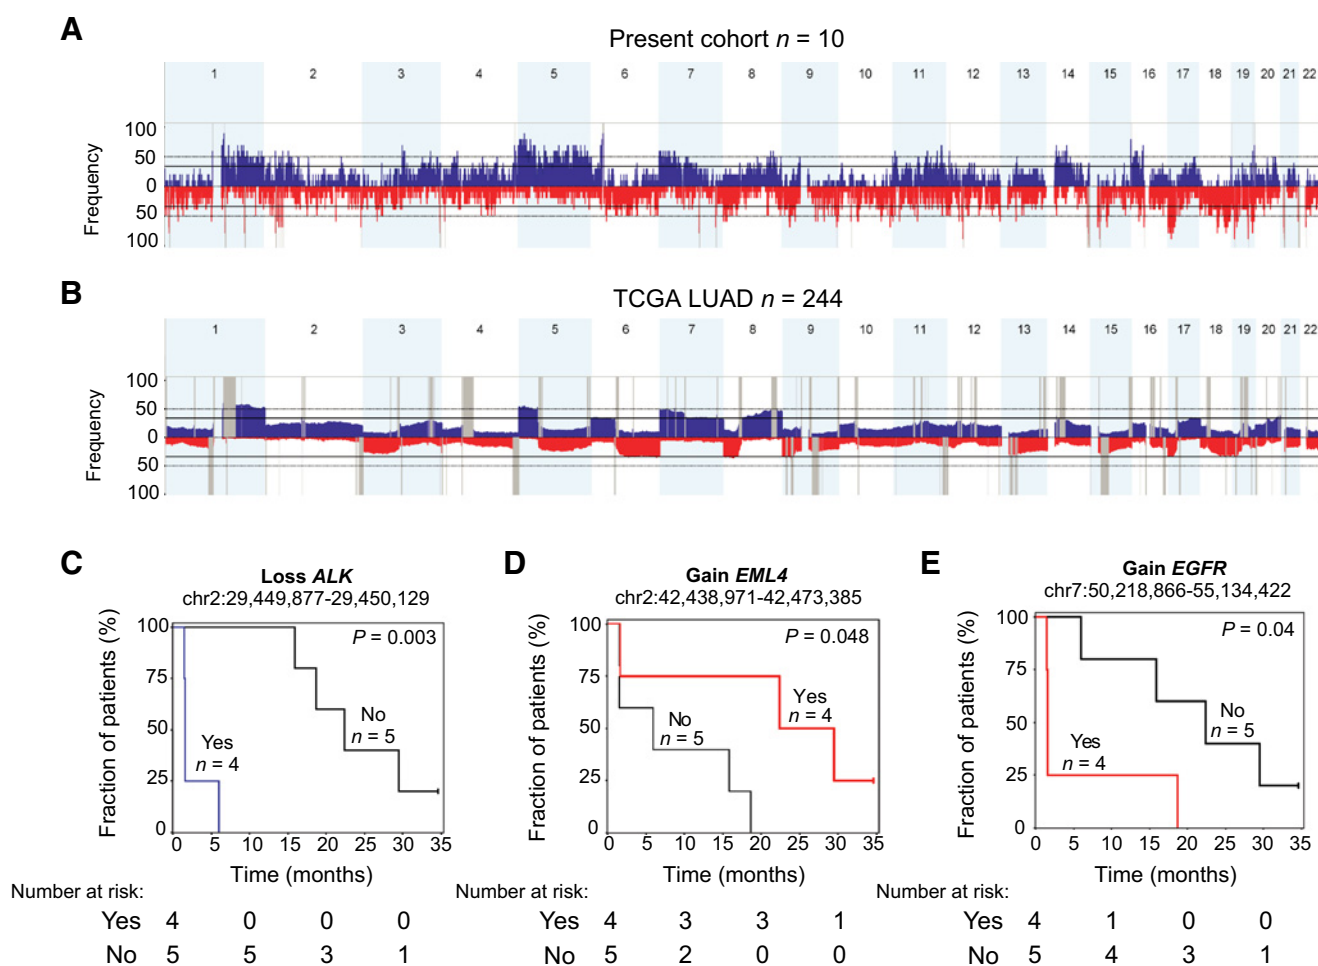 A
Present cohort n = 10
1 2 3 4 5 6 7 8 9 10 11 12 13 14 15 16 17 18 19 20 21 22
Frequency
100
50
0
50
100
B
TCGA LUAD n = 244
1 2 3 4 5 6 7 8 9 10 11 12 13 14 15 16 17 18 19 20 21 22
Frequency
100
50
0
50
100
C
Loss ALK
chr2:29,449,877-29,450,129
Fraction of patients (%)
100
75
50
25
0
P = 0.003
No
n = 5
Yes
n = 4
0 5 10 15 20 25 30 35
Time (months)
Number at risk:
Yes 4 0 0 0
No 5 5 3 1
D
Gain EML4
chr2:42,438,971-42,473,385
Fraction of patients (%)
100
75
50
25
0
P = 0.048
Yes
n = 4
No
n = 5
0 5 10 15 20 25 30 35
Time (months)
Number at risk:
Yes 4 3 3 1
No 5 2 0 0
E
Gain EGFR
chr7:50,218,866-55,134,422
Fraction of patients (%)
100
75
50
25
0
P = 0.04
No
n = 5
Yes
n = 4
0 5 10 15 20 25 30 35
Time (months)
Number at risk:
Yes 4 1 0 0
No 5 4 3 1